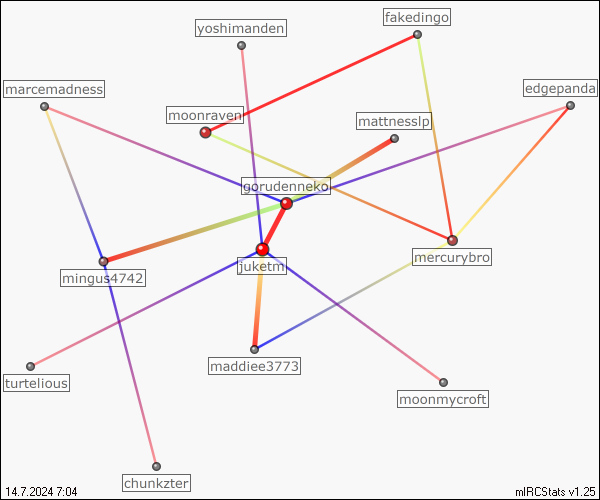 fakedingo
yoshimanden
marcemadness
edgepanda
moonraven
mattnesslp
gorudenneko
mercurybro
juketm
mingus4742
maddiee3773
turtelious
moonmycroft
chunkzter
14.7.2024 7:04
mIRCStats v1.25